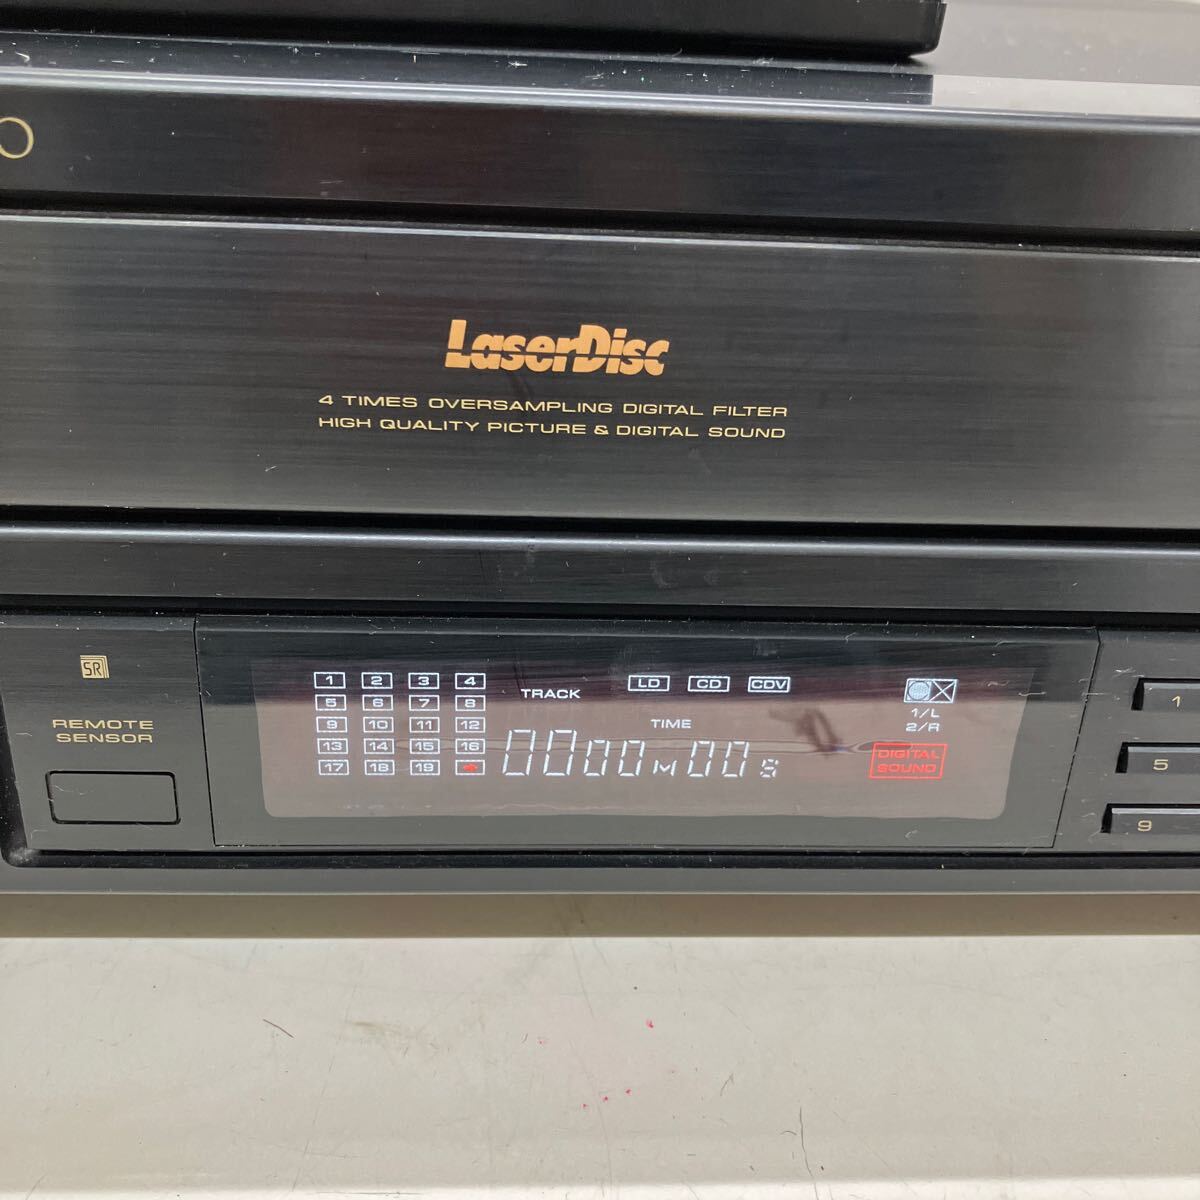 O
LaserDisc
4 TIMES OVERSAMPLING DIGITAL FILTER
HIGH QUALITY PICTURE & DIGITAL SOUND
SR
REMOTE
SENSOR
1 2 3 4
5 6 7 8
9 10 11 12
13 14 15 16
17 18 19
TRACK
LD CD CDV
TIME
0000 M 00 S
1/L
2/R
DIGITAL
SOUND
1
5
9